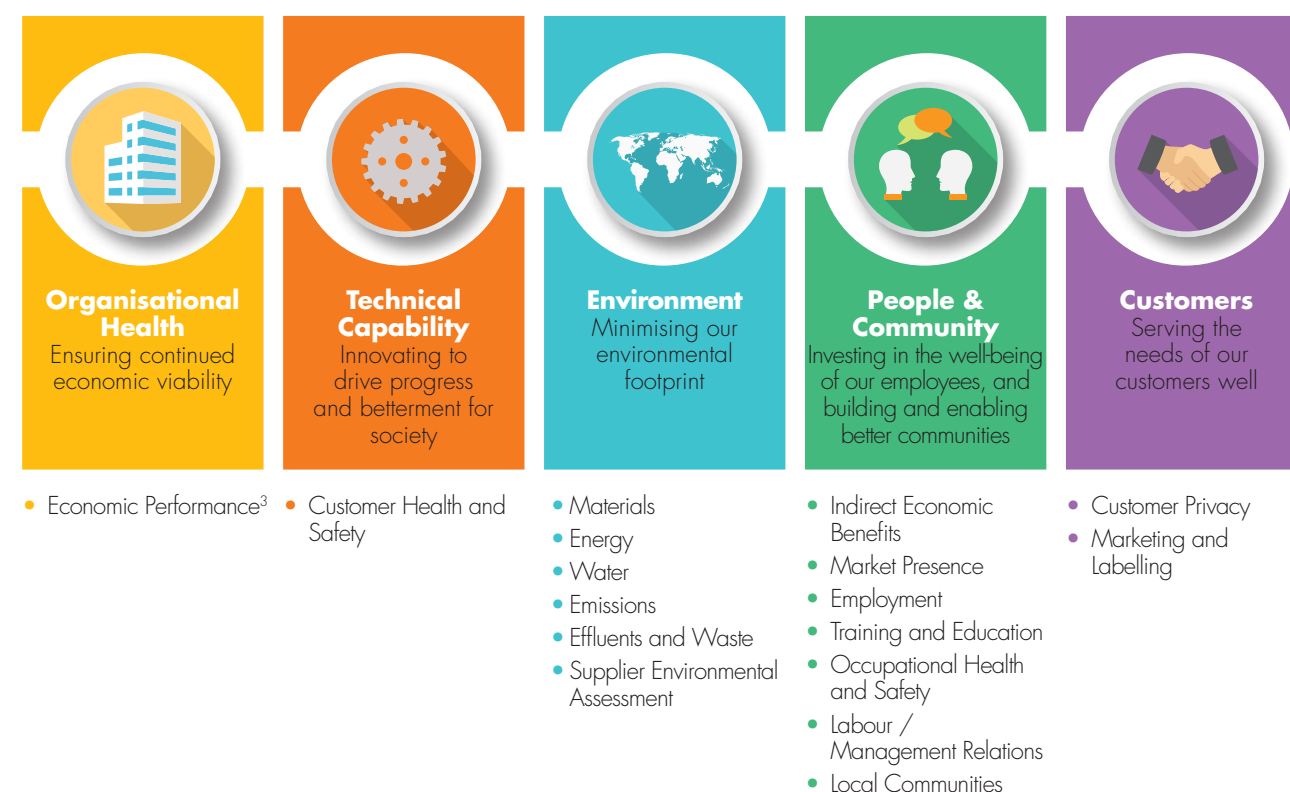 Organisational
Health
Ensuring continued
economic viability
• Economic Performance³
Technical
Capability
Innovating to
drive progress
and betterment for
society
• Customer Health and
Safety
Environment
Minimising our
environmental
footprint
• Materials
• Energy
• Water
• Emissions
• Effluents and Waste
• Supplier Environmental
Assessment
People &
Community
Investing in the well-being
of our employees, and
building and enabling
better communities
• Indirect Economic
Benefits
• Market Presence
• Employment
• Training and Education
• Occupational Health
and Safety
• Labour /
Management Relations
• Local Communities
Customers
Serving the
needs of our
customers well
• Customer Privacy
• Marketing and
Labelling